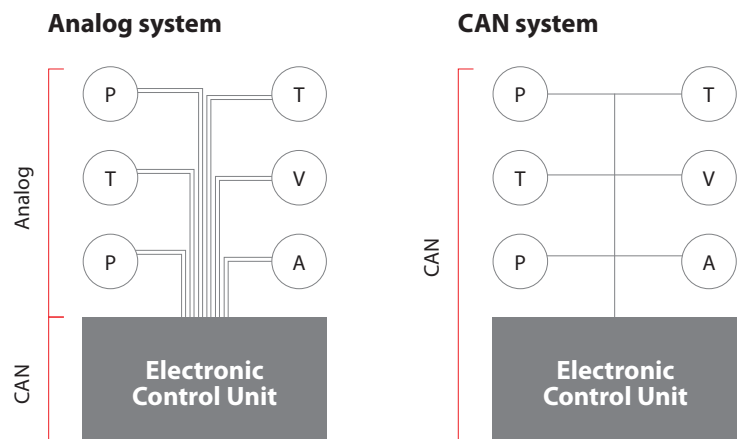 Analog system
CAN system
Analog
CAN
P
T
T
V
P
A
Electronic
Control Unit
CAN
P
T
T
V
P
A
Electronic
Control Unit